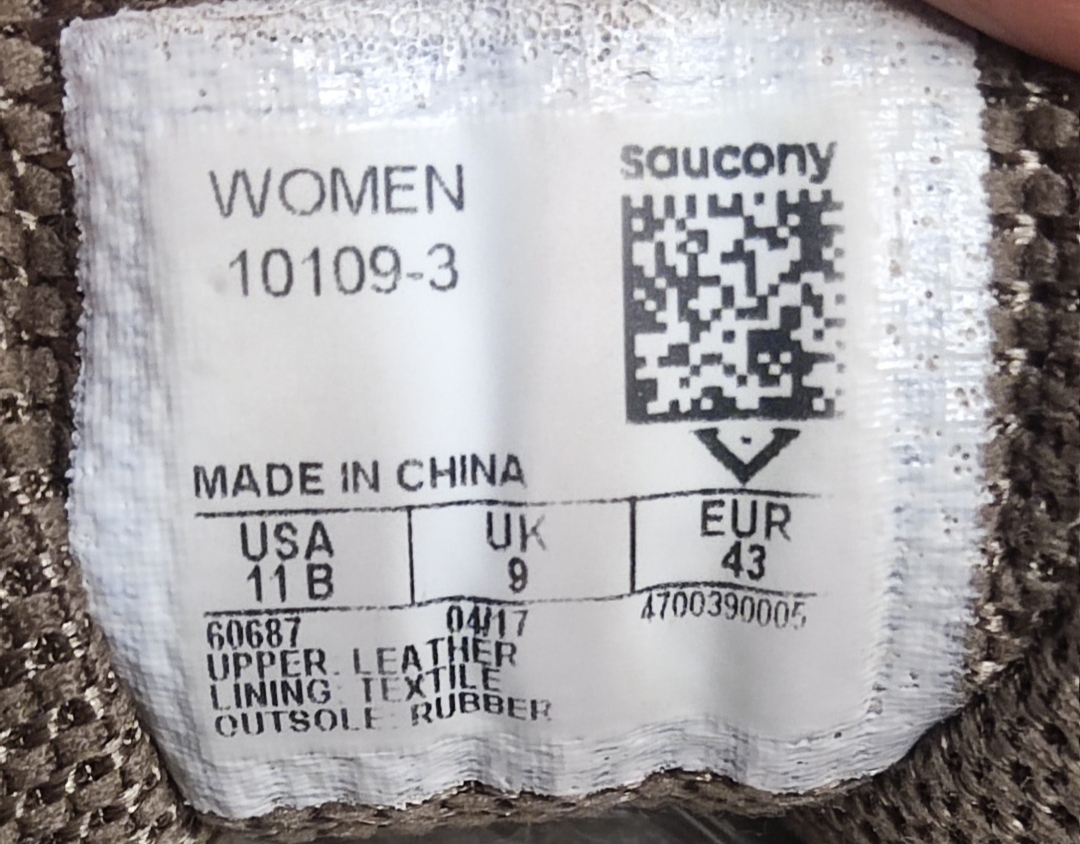 WOMEN
10109-3
saucony
MADE IN CHINA
USA
11 B
UK
9
EUR
43
60687
04/17
4700390005
UPPER: LEATHER
LINING: TEXTILE
OUTSOLE: RUBBER